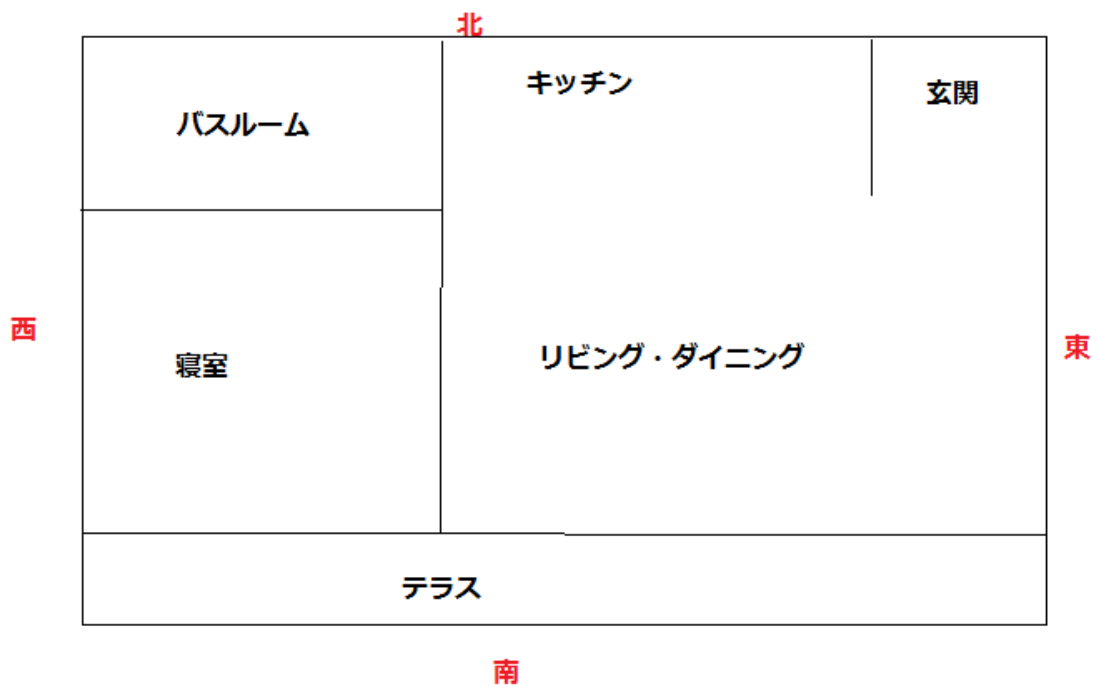 北
キッチン
玄関
バスルーム
西
東
寝室
リビング・ダイニング
テラス
南